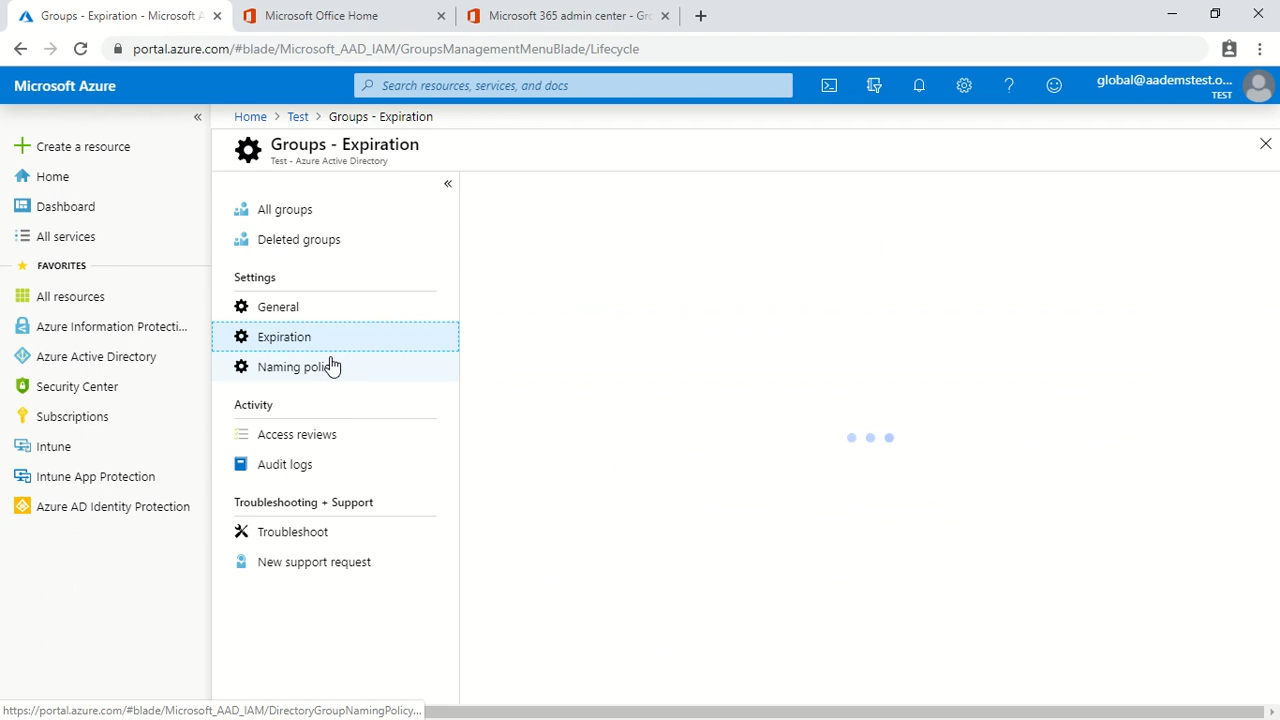 Groups - Expiration - Microsoft A
Microsoft Office Home
Microsoft 365 admin center - Gro
portal.azure.com/#blade/Microsoft_AAD_IAM/GroupsManagementMenuBlade/Lifecycle
Microsoft Azure
Search resources, services, and docs
global@aademstest.o...
TEST
Home > Test > Groups - Expiration
Groups - Expiration
Test - Azure Active Directory
Create a resource
Home
Dashboard
All services
FAVORITES
All resources
Azure Information Protecti...
Azure Active Directory
Security Center
Subscriptions
Intune
Intune App Protection
Azure AD Identity Protection
All groups
Deleted groups
Settings
General
Expiration
Naming policy
Activity
Access reviews
Audit logs
Troubleshooting + Support
Troubleshoot
New support request
https://portal.azure.com/#blade/Microsoft_AAD_IAM/DirectoryGroupNamingPolicy...